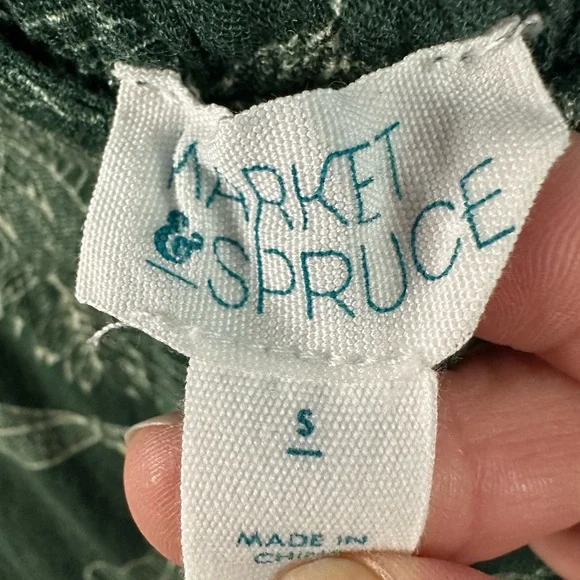 MARKET
& SPRUCE
S
MADE IN
CHINA